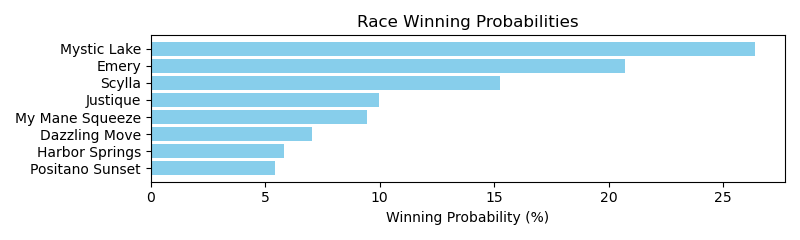 Race Winning Probabilities
Mystic Lake
Emery
Scylla
Justique
My Mane Squeeze
Dazzling Move
Harbor Springs
Positano Sunset
0 5 10 15 20 25
Winning Probability (%)